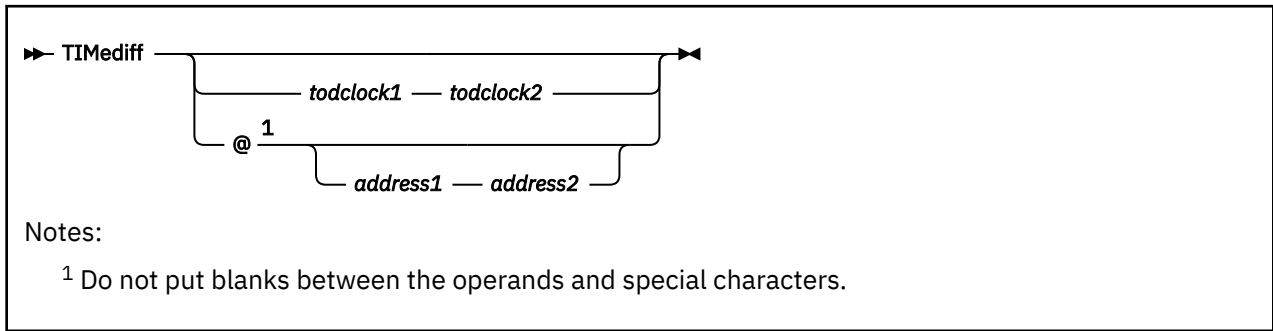 TIMediff
todclock1 todclock2
@ 1
address1 address2
Notes:
1 Do not put blanks between the operands and special characters.